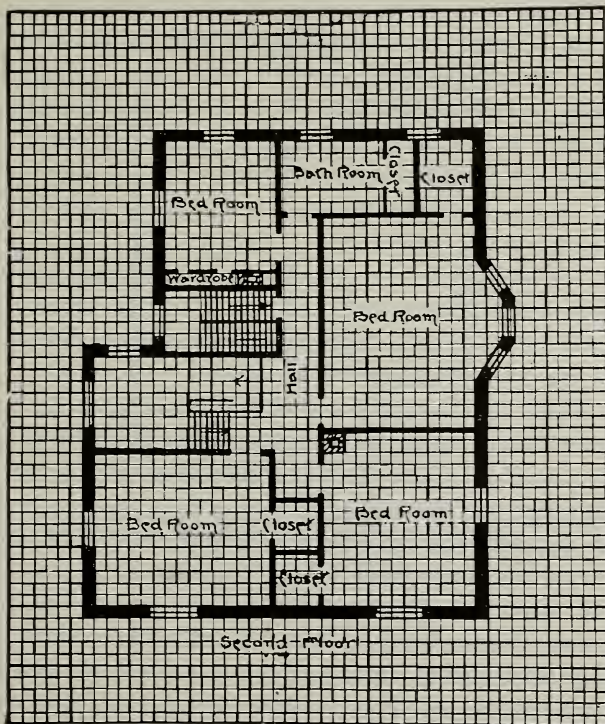 Bath Room
Closet
Closet
Bed Room
Wardrobe
Bed Room
Hall
Bed Room
Closet
Bed Room
Closet
Second Floor